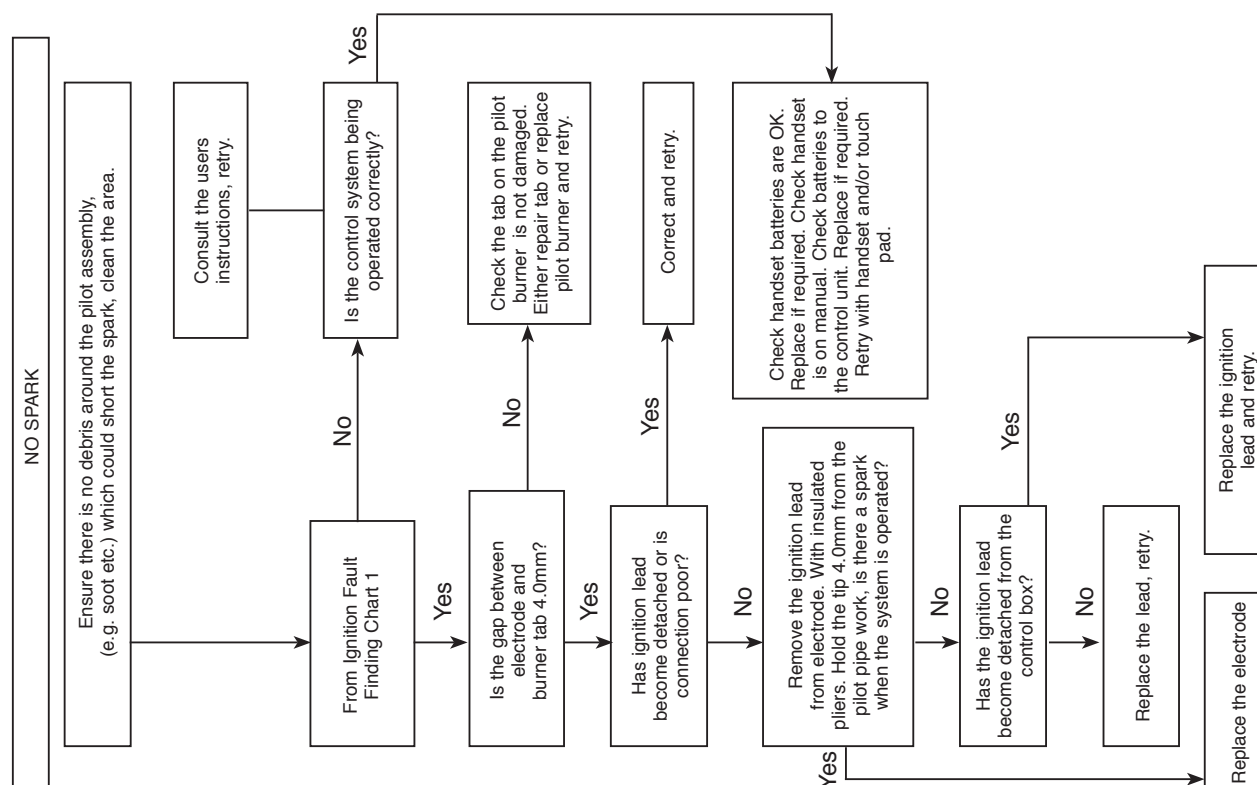 NO SPARK
Ensure there is no debris around the pilot assembly,
(e.g. soot etc.) which could short the spark, clean the area.
Consult the users
instructions, retry.
From Ignition Fault
Finding Chart 1
No
Is the control system being
operated correctly?
Yes
Yes
Is the gap between
electrode and
burner tab 4.0mm?
No
Check the tab on the pilot
burner is not damaged.
Either repair tab or replace
pilot burner and retry.
Yes
Has ignition lead
become detached or is
connection poor?
Yes
Correct and retry.
No
Remove the ignition lead
from electrode. With insulated
pliers. Hold the tip 4.0mm from the
pilot pipe work, is there a spark
when the system is operated?
Check handset batteries are OK.
Replace if required. Check handset
is on manual. Check batteries to
the control unit. Replace if required.
Retry with handset and/or touch
pad.
Yes
No
Has the ignition lead
become detached from the
control box?
Yes
No
Replace the lead, retry.
Replace the electrode
Replace the ignition
lead and retry.